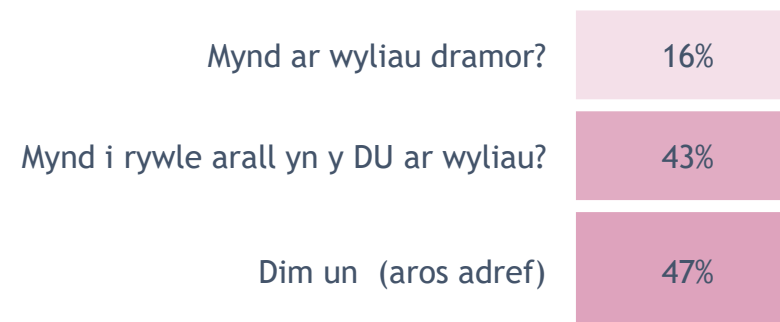 Mynd ar wyliau dramor? 16%
Mynd i rywle arall yn y DU ar wyliau? 43%
Dim un (aros adref) 47%